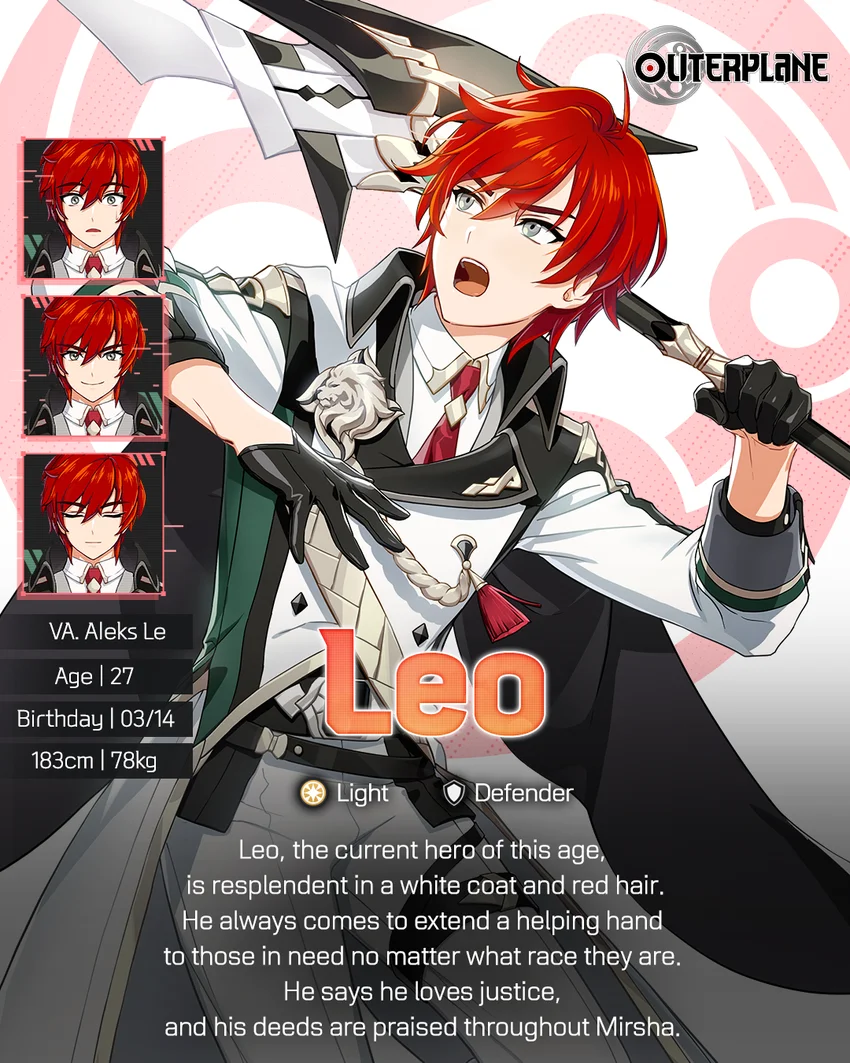 OUTERPLANE
VA. Aleks Le
Age | 27
Birthday | 03/14
183cm | 78kg
Leo
Light
Defender
Leo, the current hero of this age,
is resplendent in a white coat and red hair.
He always comes to extend a helping hand
to those in need no matter what race they are.
He says he loves justice,
and his deeds are praised throughout Mirsha.